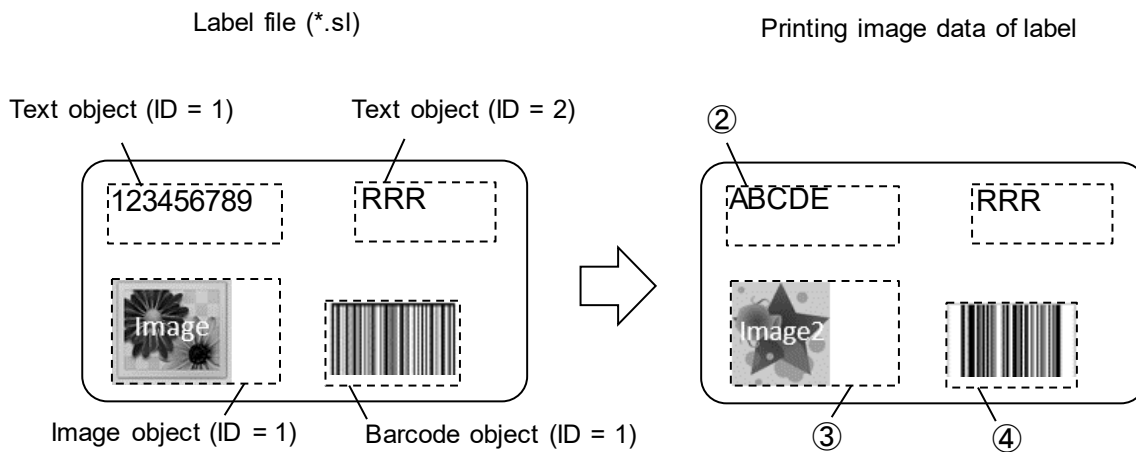 Label file (*.sl)
Printing image data of label
Text object (ID = 1)
Text object (ID = 2)
②
123456789
RRR
ABCDE
RRR
Image
Image2
Image object (ID = 1)
Barcode object (ID = 1)
③
④